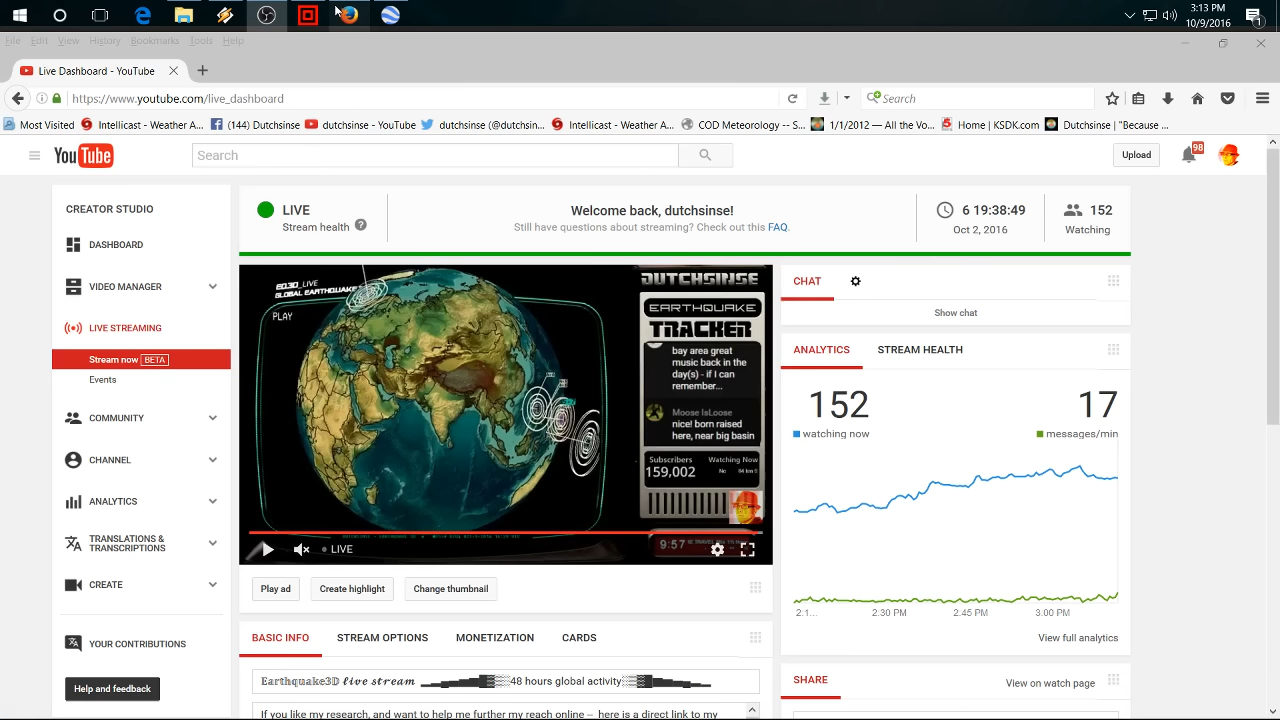 3:13 PM
10/9/2016
File Edit View History Bookmarks Tools Help
Live Dashboard - YouTube
https://www.youtube.com/live_dashboard
Search
Most Visited Intellicast - Weather A... (144) Dutchsinse dutchsinse - YouTube dutchsinse (@dutchsin... Intellicast - Weather A... COD Meteorology -- S... 1/1/2012 — All the Vo... Home | KSDK.com Dutchsinse | "Because ...
YouTube
Search
Upload
98
CREATOR STUDIO
DASHBOARD
VIDEO MANAGER
LIVE STREAMING
Stream now BETA
Events
COMMUNITY
CHANNEL
ANALYTICS
TRANSLATIONS &
TRANSCRIPTIONS
CREATE
YOUR CONTRIBUTIONS
Help and feedback
LIVE
Stream health ?
Welcome back, dutchsinse!
Still have questions about streaming? Check out this FAQ.
6 19:38:49
Oct 2, 2016
152
Watching
EQ3D LIVE
GLOBAL EARTHQUAKE
PLAY
DUTCHSINSE
EARTHQUAKE
TRACKER
bay area great
music back in the
day(s) - if I can
remember...
Moose IsLoose
nice! born raised
here, near big basin
Subscribers Watching Now
159,002
9:57
LIVE
Play ad
Create highlight
Change thumbnail
BASIC INFO STREAM OPTIONS MONETIZATION CARDS
Earthquake3D live stream ▁▂▃▄▅▆▇█▓▒░48 hours global activity░▒▓█▇▆▅▄▃▂▁
If you like my research, and want to help me further my reach online -- here is a direct link to my
CHAT
Show chat
ANALYTICS STREAM HEALTH
152 17
watching now messages/min
2:1... 2:30 PM 2:45 PM 3:00 PM
View full analytics
SHARE View on watch page